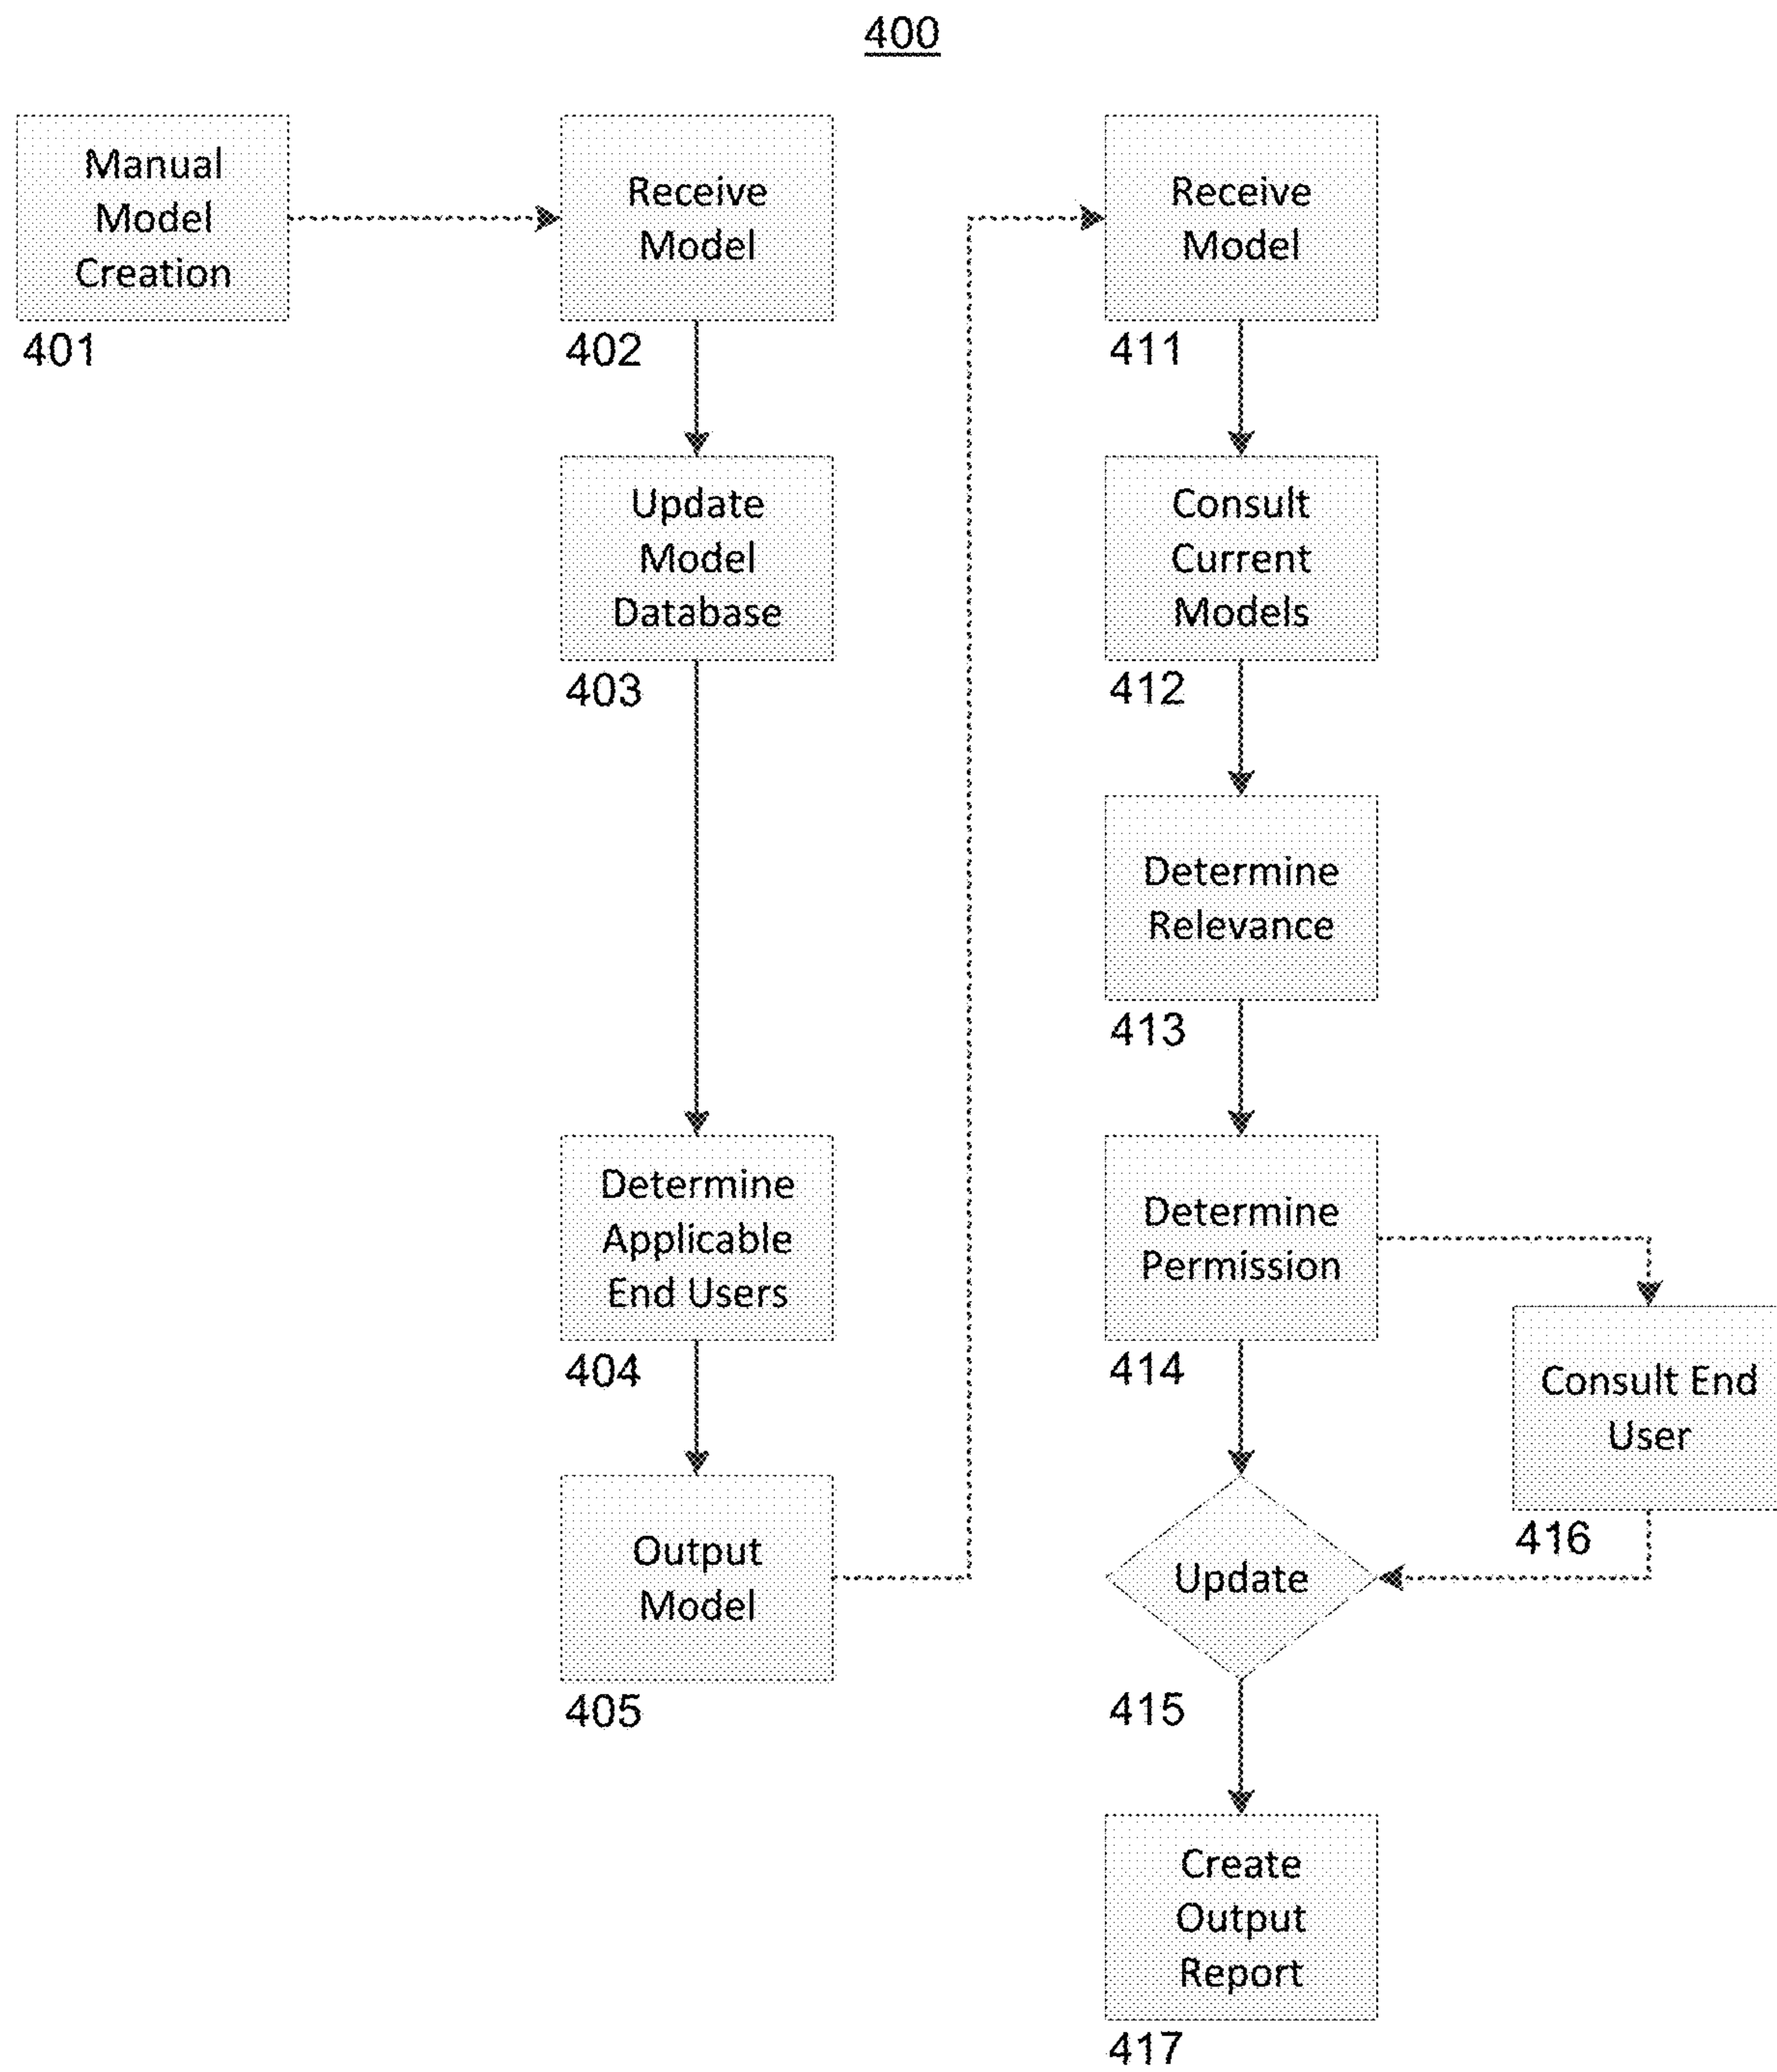 400
Manual
Model
Creation
401
Receive
Model
402
Update
Model
Database
403
Determine
Applicable
End Users
404
Output
Model
405
Receive
Model
411
Consult
Current
Models
412
Determine
Relevance
413
Determine
Permission
414
Consult End
User
416
Update
415
Create
Output
Report
417